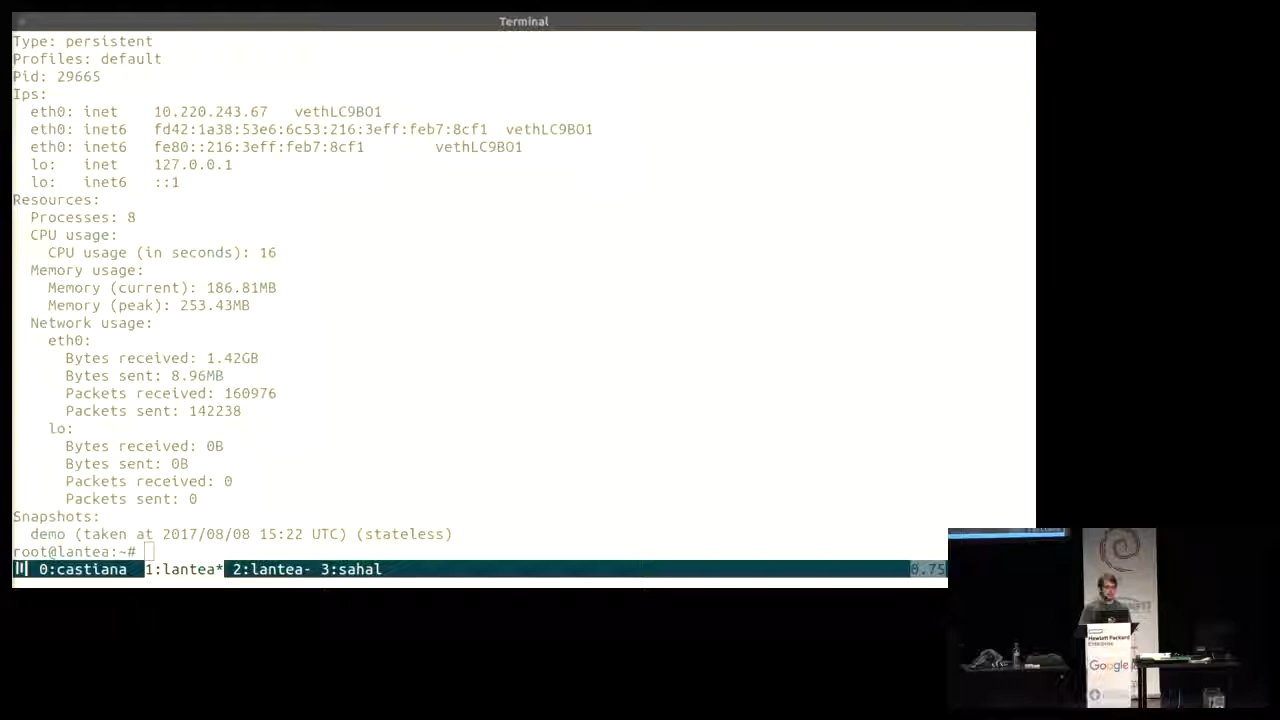 Terminal
Type: persistent
Profiles: default
Pid: 29665
Ips:
  eth0: inet    10.220.243.67   vethLC9BO1
  eth0: inet6   fd42:1a38:53e6:6c53:216:3eff:feb7:8cf1  vethLC9BO1
  eth0: inet6   fe80::216:3eff:feb7:8cf1        vethLC9BO1
  lo:   inet    127.0.0.1
  lo:   inet6   ::1
Resources:
  Processes: 8
  CPU usage:
    CPU usage (in seconds): 16
  Memory usage:
    Memory (current): 186.81MB
    Memory (peak): 253.43MB
  Network usage:
    eth0:
      Bytes received: 1.42GB
      Bytes sent: 8.96MB
      Packets received: 160976
      Packets sent: 142238
    lo:
      Bytes received: 0B
      Bytes sent: 0B
      Packets received: 0
      Packets sent: 0
Snapshots:
  demo (taken at 2017/08/08 15:22 UTC) (stateless)
root@lantea:~#
0:castiana 1:lantea* 2:lantea- 3:sahal 0.75
Hewlett Packard
Enterprise
Google